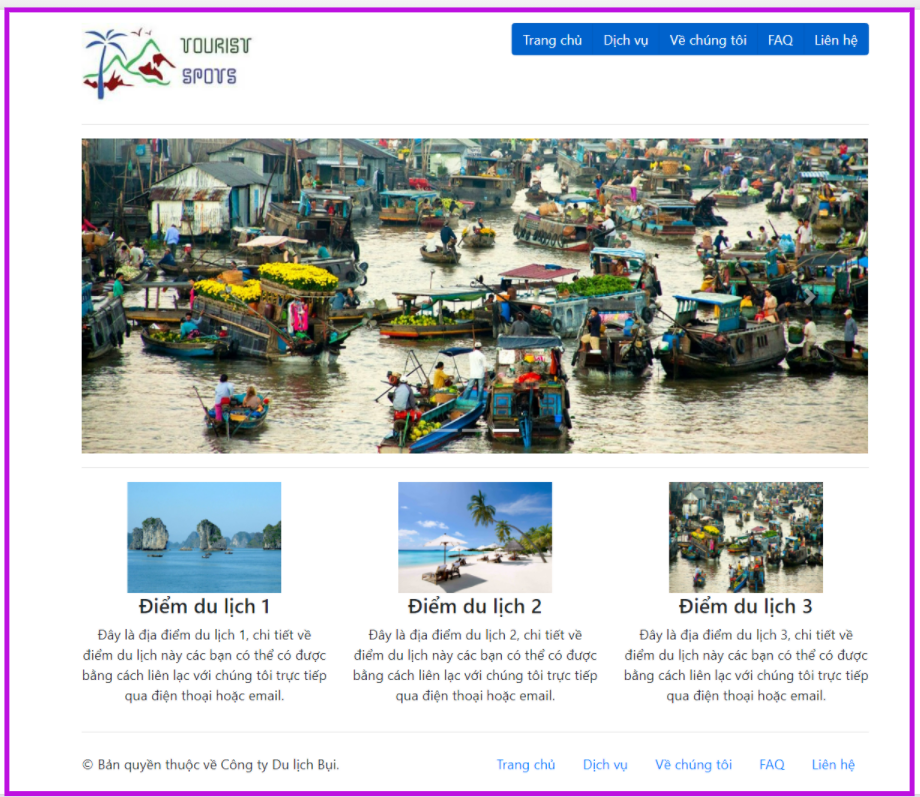 TOURIST
SPOTS
Trang chủ Dịch vụ Về chúng tôi FAQ Liên hệ
Điểm du lịch 1
Đây là địa điểm du lịch 1, chi tiết về
điểm du lịch này các bạn có thể có được
bằng cách liên lạc với chúng tôi trực tiếp
qua điện thoại hoặc email.
Điểm du lịch 2
Đây là địa điểm du lịch 2, chi tiết về
điểm du lịch này các bạn có thể có được
bằng cách liên lạc với chúng tôi trực tiếp
qua điện thoại hoặc email.
Điểm du lịch 3
Đây là địa điểm du lịch 3, chi tiết về
điểm du lịch này các bạn có thể có được
bằng cách liên lạc với chúng tôi trực tiếp
qua điện thoại hoặc email.
© Bản quyền thuộc về Công ty Du lịch Bụi.
Trang chủ Dịch vụ Về chúng tôi FAQ Liên hệ